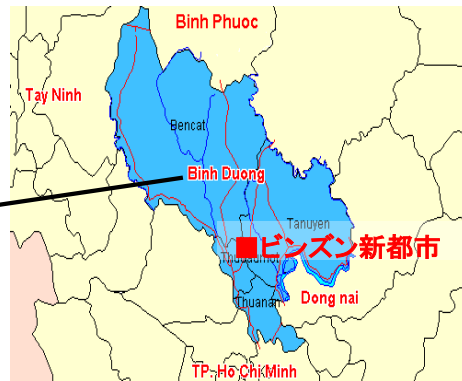 Binh Phuoc
Tay Ninh
Bencat
Binh Duong
Tanuyen
■ビンズン新都市
Thudaumot
Thuanan
Dong nai
TP. Ho Chi Minh